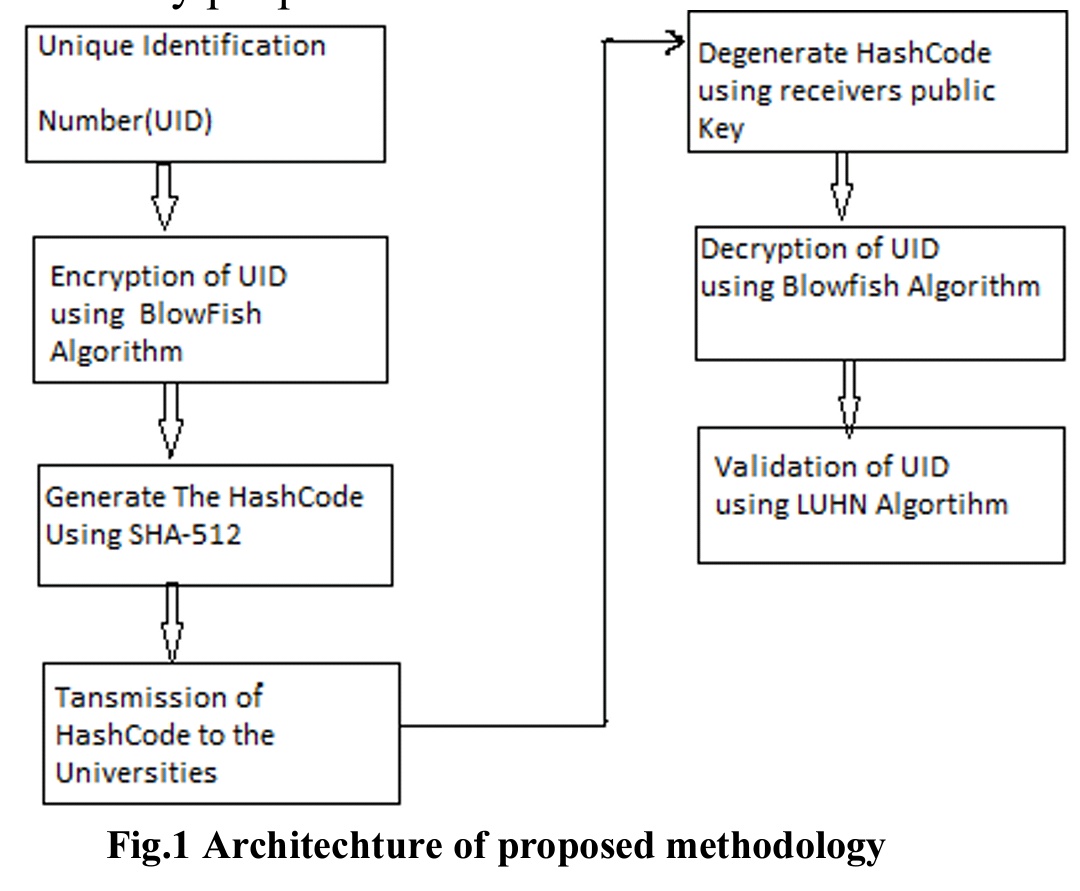 Unique Identification
Number(UID)
Encryption of UID
using BlowFish
Algorithm
Generate The HashCode
Using SHA-512
Tansmission of
HashCode to the
Universities
Degenerate HashCode
using receivers public
Key
Decryption of UID
using Blowfish Algorithm
Validation of UID
using LUHN Algortihm
Fig.1 Architechture of proposed methodology